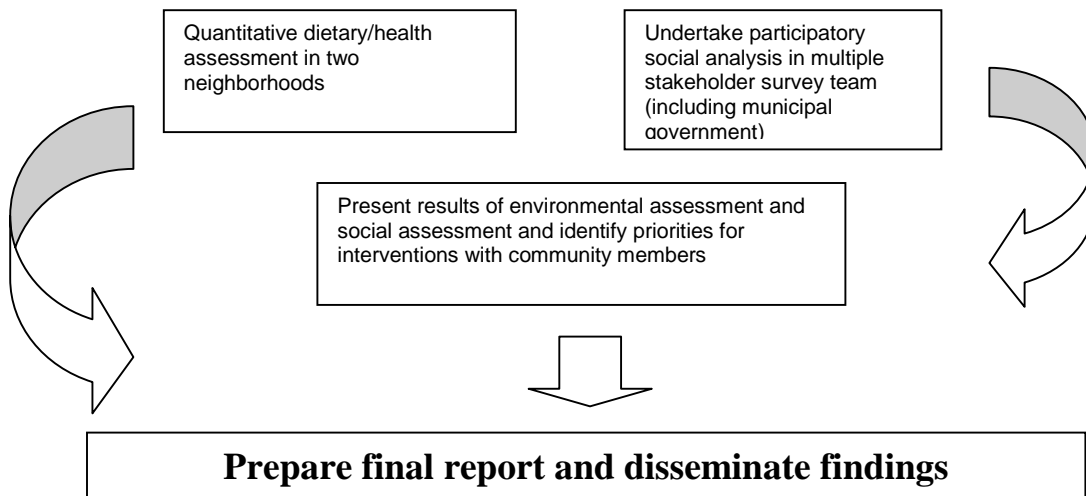 Quantitative dietary/health
assessment in two
neighborhoods
Undertake participatory
social analysis in multiple
stakeholder survey team
(including municipal
government)
Present results of environmental assessment and
social assessment and identify priorities for
interventions with community members
Prepare final report and disseminate findings